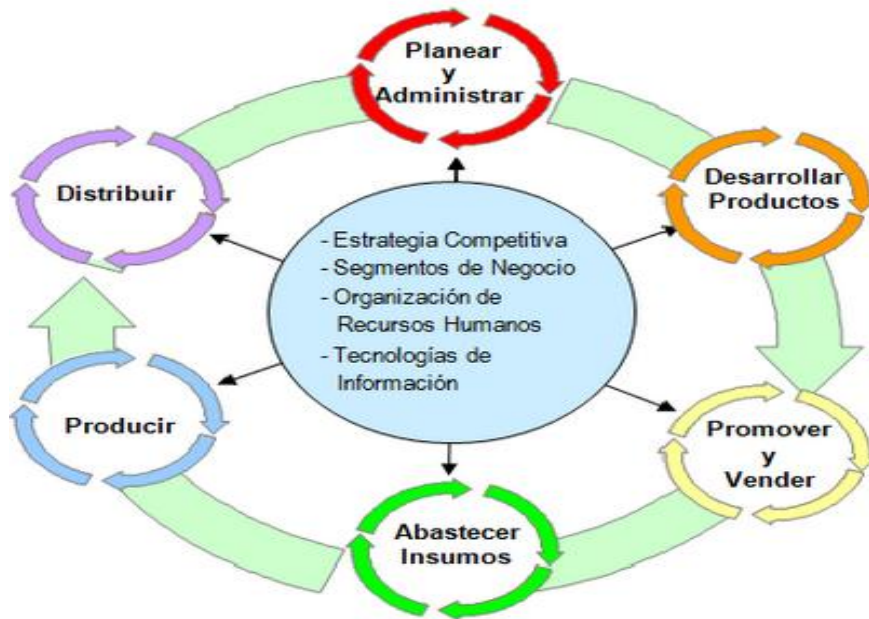 Planear
y
Administrar
Desarrollar
Productos
Distribuir
- Estrategia Competitiva
- Segmentos de Negocio
- Organización de
Recursos Humanos
- Tecnologías de
Información
Producir
Promover
y
Vender
Abastecer
Insumos